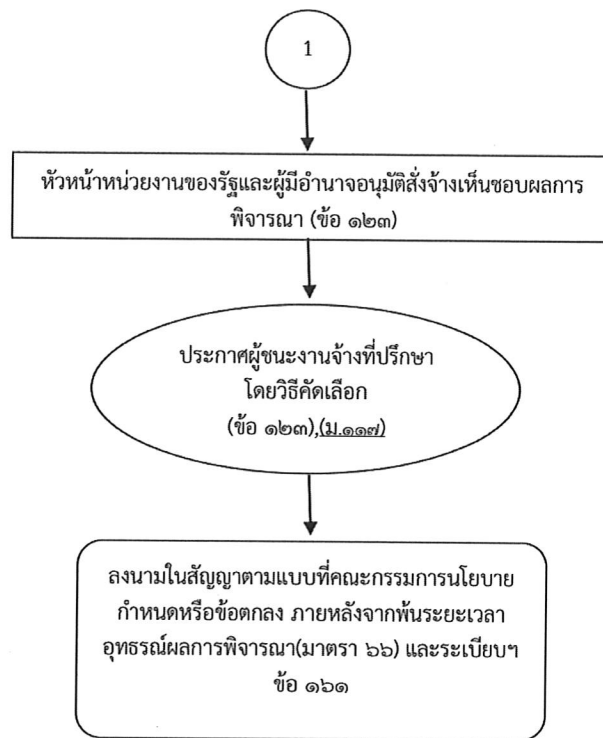 1
หัวหน้าหน่วยงานของรัฐและผู้มีอำนาจอนุมัติสั่งจ้างเห็นชอบผลการ
พิจารณา (ข้อ ๑๒๓)
ประกาศผู้ชนะงานจ้างที่ปรึกษา
โดยวิธีคัดเลือก
(ข้อ ๑๒๓),(ม.๑๑๗)
ลงนามในสัญญาตามแบบที่คณะกรรมการนโยบาย
กำหนดหรือข้อตกลง ภายหลังจากพ้นระยะเวลา
อุทธรณ์ผลการพิจารณา(มาตรา ๖๖) และระเบียบฯ
ข้อ ๑๖๑